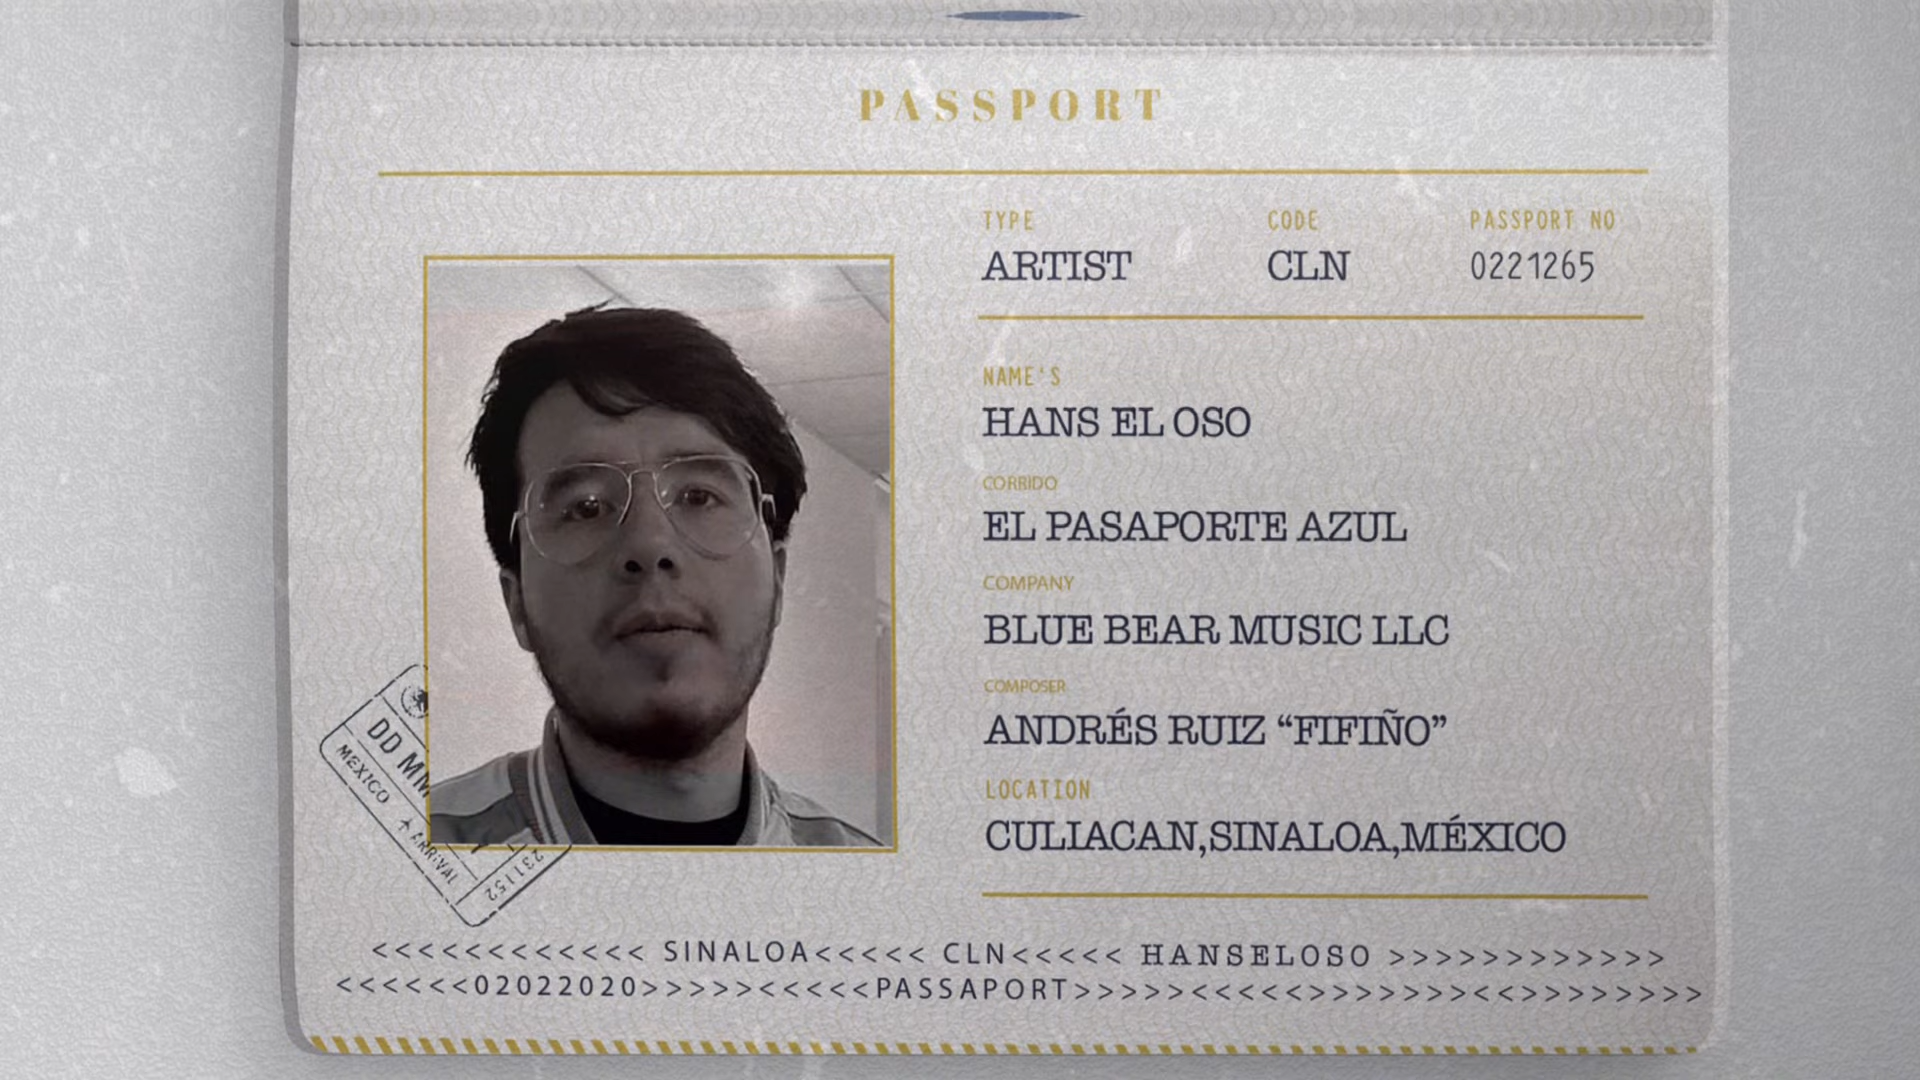 PASSPORT
TYPE CODE PASSPORT NO
ARTIST CLN 0221265
NAME'S
HANS EL OSO
CORRIDO
EL PASAPORTE AZUL
COMPANY
BLUE BEAR MUSIC LLC
COMPOSER
ANDRÉS RUIZ “FIFIÑO”
LOCATION
CULIACAN,SINALOA,MÉXICO
DD MM
MEXICO ARRIVAL
231152
<<<<<<<<<<<< SINALOA<<<<< CLN<<<<< HANSELOSO >>>>>>>>>>>>
<<<<<<02022020>>>>><<<<<PASSAPORT>>>>><<<<<>>>>>>><<>>>>>>>